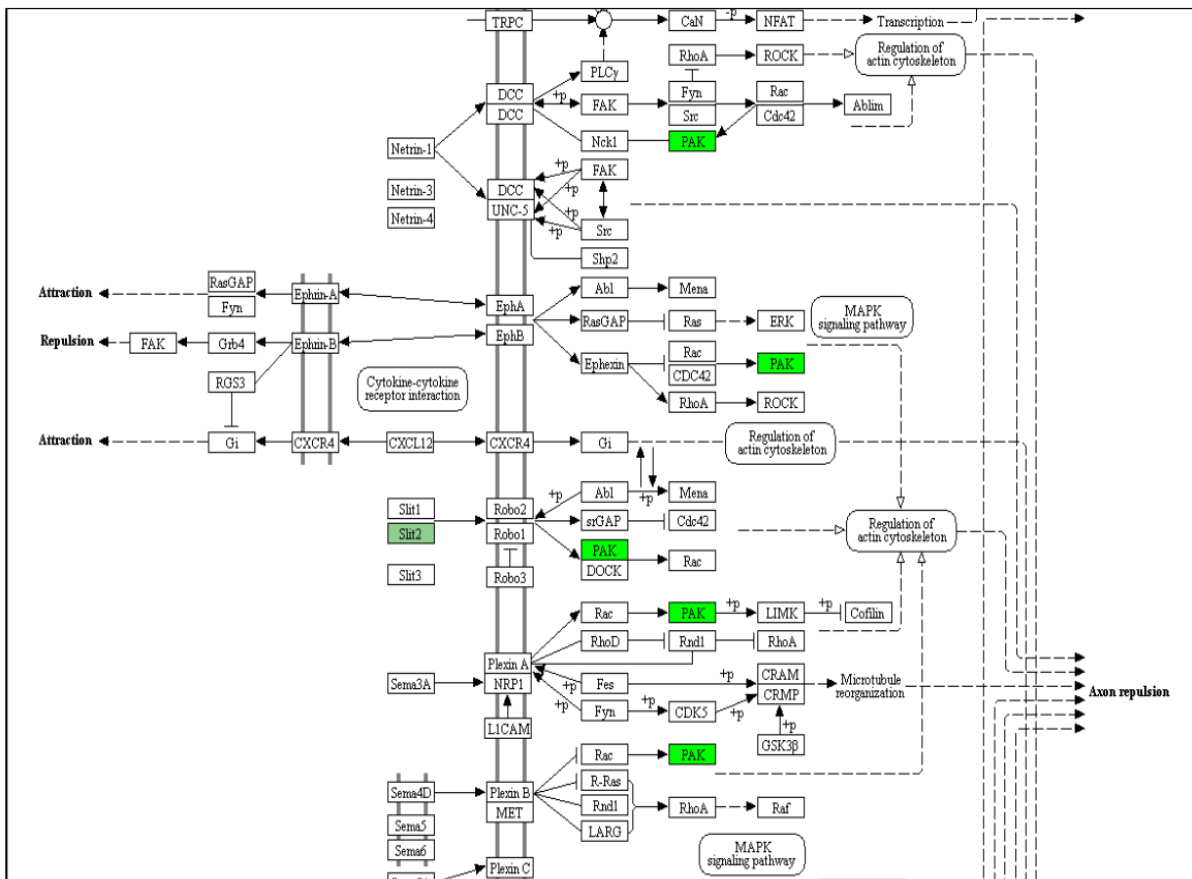 TRPC
CaN
-p
NFAT
Transcription
RhoA
ROCK
Regulation of
actin cytoskeleton
PLCγ
DCC
DCC
+p
FAK
Fyn
Src
Rac
Cdc42
Ablim
Nck1
PAK
Netrin-1
Netrin-3
Netrin-4
DCC
UNC-5
+p
+p
+p
+p
FAK
Src
Shp2
Attraction
RasGAP
Fyn
Ephrin-A
EphA
Abl
Mena
Repulsion
FAK
Grb4
Ephrin-B
EphB
RasGAP
Ras
ERK
MAPK
signaling pathway
RGS3
Ephexin
Rac
CDC42
PAK
RhoA
ROCK
Cytokine-cytokine
receptor interaction
Attraction
Gi
CXCR4
CXCL12
CXCR4
Gi
Regulation of
actin cytoskeleton
Slit1
Slit2
Slit3
Robo2
Robo1
Robo3
+p
Abl
+p
Mena
srGAP
Cdc42
PAK
DOCK
Rac
Regulation of
actin cytoskeleton
Rac
PAK
+p
LIMK
+p
Cofilin
RhoD
Rnd1
RhoA
Sema3A
Plexin A
NRP1
L1CAM
+p
Fes
+p
CRAM
CRMP
Microtubule
reorganization
Axon repulsion
+p
Fyn
CDK5
+p
+p
GSK3β
Rac
PAK
Sema4D
Sema5
Sema6
Plexin B
MET
R-Ras
Rnd1
LARG
RhoA
Raf
MAPK
signaling pathway
Plexin C